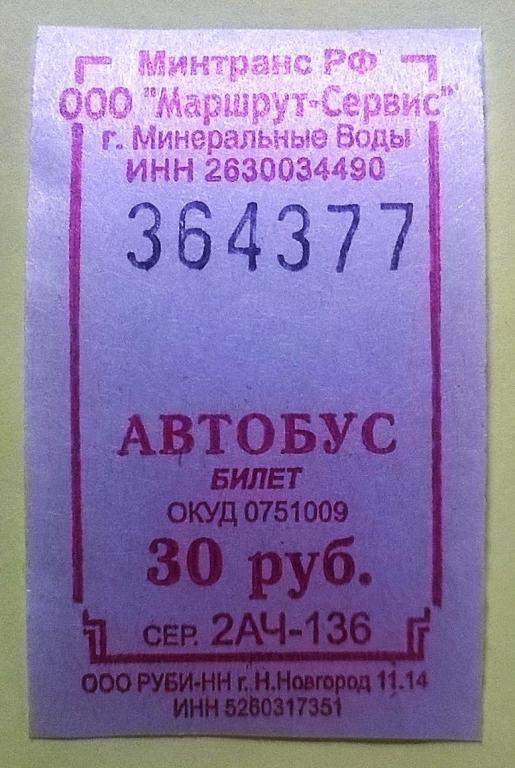 Минтранс РФ
ООО "Маршрут-Сервис"
г. Минеральные Воды
ИНН 2630034490
364377
АВТОБУС
БИЛЕТ
ОКУД 0751009
30 руб.
СЕР. 2АЧ-136
ООО РУБИ-НН г. Н.Новгород 11.14
ИНН 5260317351